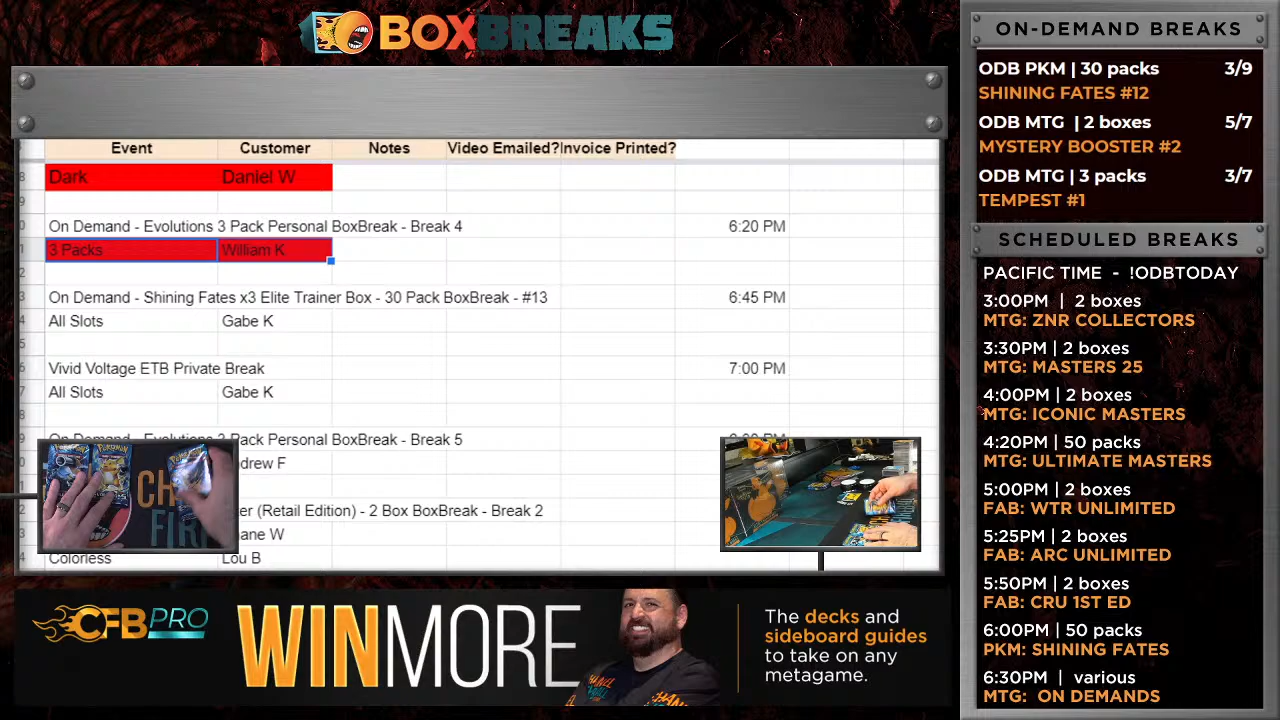 BOXBREAKS
Event Customer Notes Video Emailed? Invoice Printed?
Dark Daniel W
On Demand - Evolutions 3 Pack Personal BoxBreak - Break 4 6:20 PM
3 Packs William K
On Demand - Shining Fates x3 Elite Trainer Box - 30 Pack BoxBreak - #13 6:45 PM
All Slots Gabe K
Vivid Voltage ETB Private Break 7:00 PM
All Slots Gabe K
On Demand - Evolutions 3 Pack Personal BoxBreak - Break 5
drew F
er (Retail Edition) - 2 Box BoxBreak - Break 2
ane W
Colorless Lou B
CFB PRO
WINMORE
The decks and
sideboard guides
to take on any
metagame.
ON-DEMAND BREAKS
ODB PKM | 30 packs 3/9
SHINING FATES #12
ODB MTG | 2 boxes 5/7
MYSTERY BOOSTER #2
ODB MTG | 3 packs 3/7
TEMPEST #1
SCHEDULED BREAKS
PACIFIC TIME - !ODBTODAY
3:00PM | 2 boxes
MTG: ZNR COLLECTORS
3:30PM | 2 boxes
MTG: MASTERS 25
4:00PM | 2 boxes
MTG: ICONIC MASTERS
4:20PM | 50 packs
MTG: ULTIMATE MASTERS
5:00PM | 2 boxes
FAB: WTR UNLIMITED
5:25PM | 2 boxes
FAB: ARC UNLIMITED
5:50PM | 2 boxes
FAB: CRU 1ST ED
6:00PM | 50 packs
PKM: SHINING FATES
6:30PM | various
MTG: ON DEMANDS